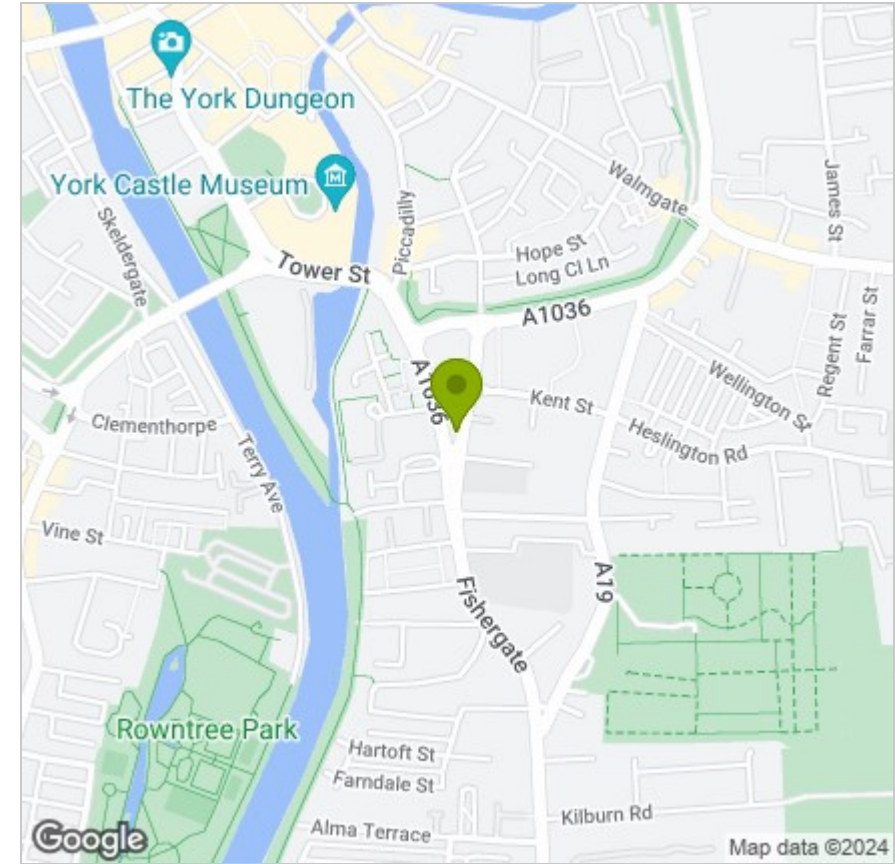 The York Dungeon
York Castle Museum
M
Piccadilly
Walmgate
James St
Skeldergate
Hope St
Long Cl Ln
Tower St
A1036
A1036
Regent St
Farrar St
Wellington St
Kent St
Heslington Rd
Clementhorpe
Terry Ave
Vine St
A19
Fishergate
Rowntree Park
Hartoft St
Farndale St
Kilburn Rd
Alma Terrace
Google
Map data ©2024